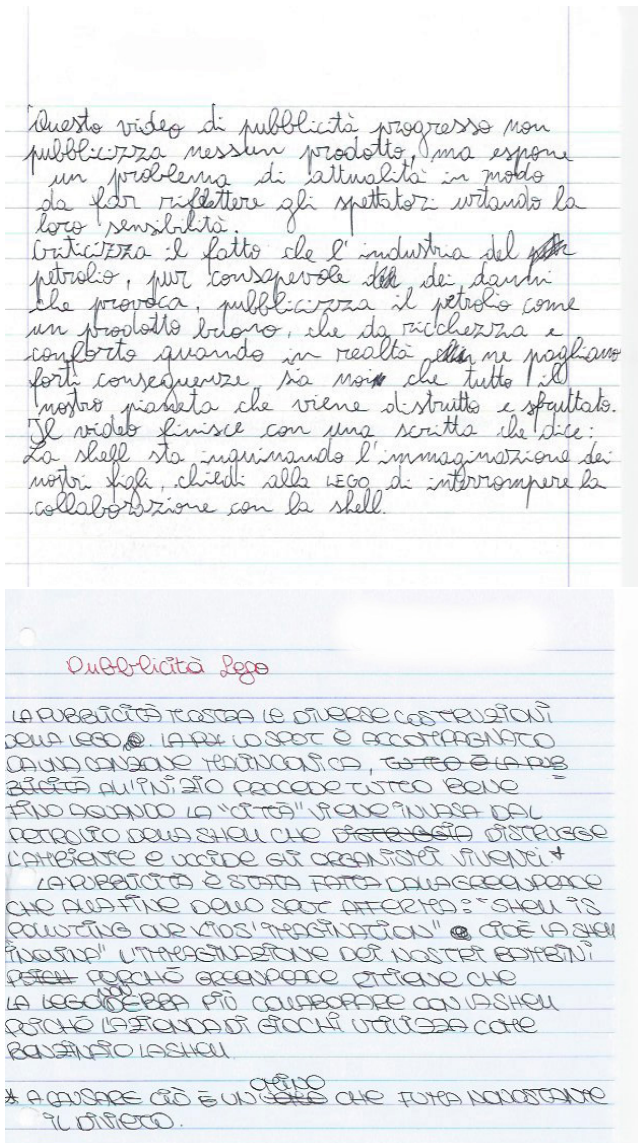 Questo video di pubblicità progresso non
pubblicizza nessun prodotto, ma espone
un problema di attualità in modo
da far riflettere gli spettatori urtando la
loro sensibilità.
Criticizza il fatto che l'industria del
petrolio, pur consapevole dei danni
che provoca, pubblicizza il petrolio come
un prodotto buono, che da ricchezza e
conforto quando in realtà ne pagliano
forti conseguenze, sia noi che tutto il
nostro pianeta che viene distrutto e sfruttato.
Il video finisce con una scritta che dice:
La shell sta inquinando l'immaginazione dei
nostri figli, chiedi alla LEGO di interrompere la
collaborazione con la shell.
Pubblicità Lego
LA PUBBLICITÀ MOSTRA LE DIVERSE COSTRUZIONI
DELLA LEGO. LO SPOT È ACCOMPAGNATO
DA UNA CANZONE MALINCONICA, TUTTO È LA PUB
BLICITÀ ALL'INIZIO PROCEDE TUTTO BENE
FINO A QUANDO LA "CITTÀ" VIENE INVASA DAL
PETROLIO DELLA SHELL CHE DISTRUGGIA DISTRUGGE
L'AMBIENTE E UCCIDE GLI ORGANISMI VIVENTI.*
LA PUBBLICITÀ È STATA FATTA DALLA GREENPEACE
CHE ALLA FINE DELLO SPOT AFFERMA: "SHELL IS
POLLUTING OUR KIDS' IMAGINATION" CIOÈ LA SHELL
INQUINA" L'IMMAGINAZIONE DEI NOSTRI BAMBINI
PERCHÉ GREENPEACE RITIENE CHE
LA LEGO NON DEBBA PIÙ COLLABORARE CON LA SHELL
POICHÉ L'AZIENDA DI GIOCHI UTILIZZA COME
BENZINAIO LA SHELL.
* A CAUSARE CIÒ È UN OMINO CHE FUMA NONOSTANTE
IL DIVIETO.